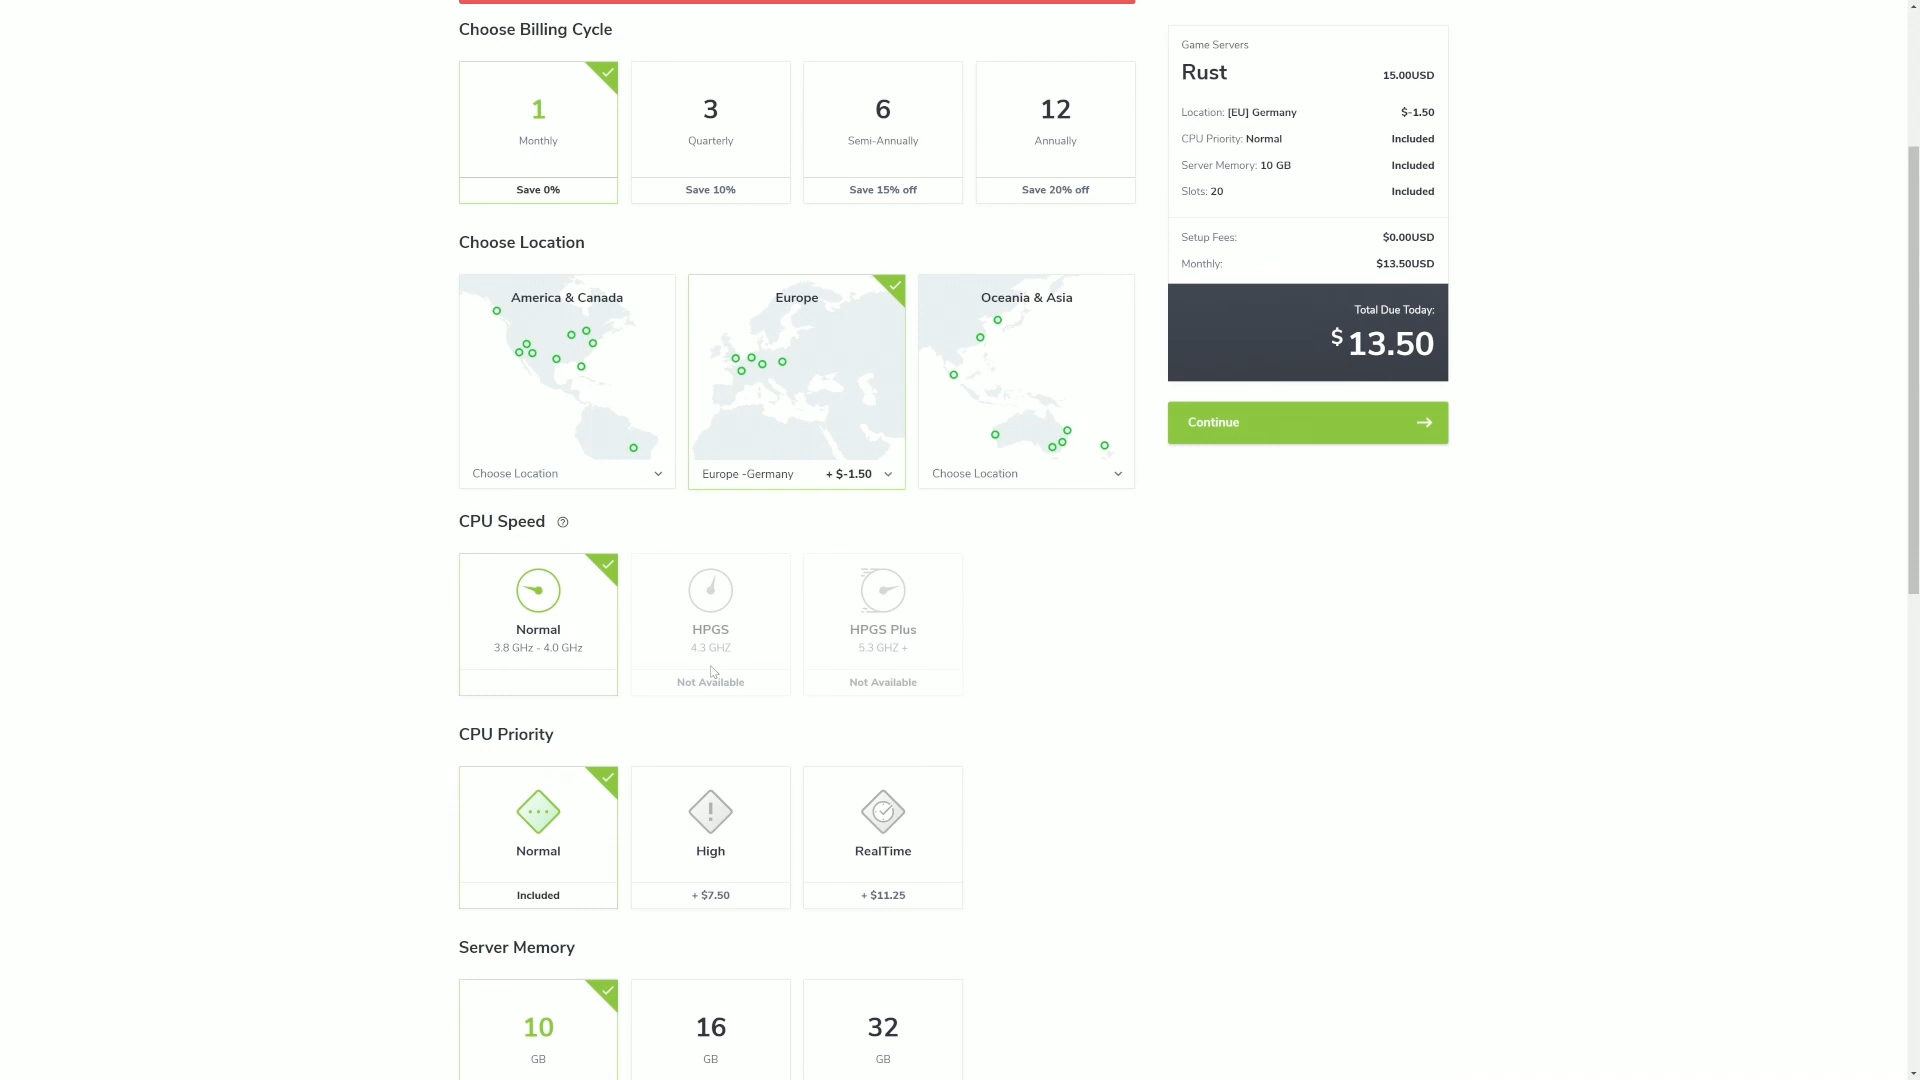 Choose Billing Cycle
1
Monthly
Save 0%
3
Quarterly
Save 10%
6
Semi-Annually
Save 15% off
12
Annually
Save 20% off
Choose Location
America & Canada
Choose Location
Europe
Europe -Germany + $-1.50
Oceania & Asia
Choose Location
CPU Speed ?
Normal
3.8 GHz - 4.0 GHz
HPGS
4.3 GHZ
Not Available
HPGS Plus
5.3 GHZ +
Not Available
CPU Priority
Normal
Included
High
+ $7.50
RealTime
+ $11.25
Server Memory
10
GB
16
GB
32
GB
Game Servers
Rust 15.00USD
Location: [EU] Germany $-1.50
CPU Priority: Normal Included
Server Memory: 10 GB Included
Slots: 20 Included
Setup Fees: $0.00USD
Monthly: $13.50USD
Total Due Today:
$ 13.50
Continue